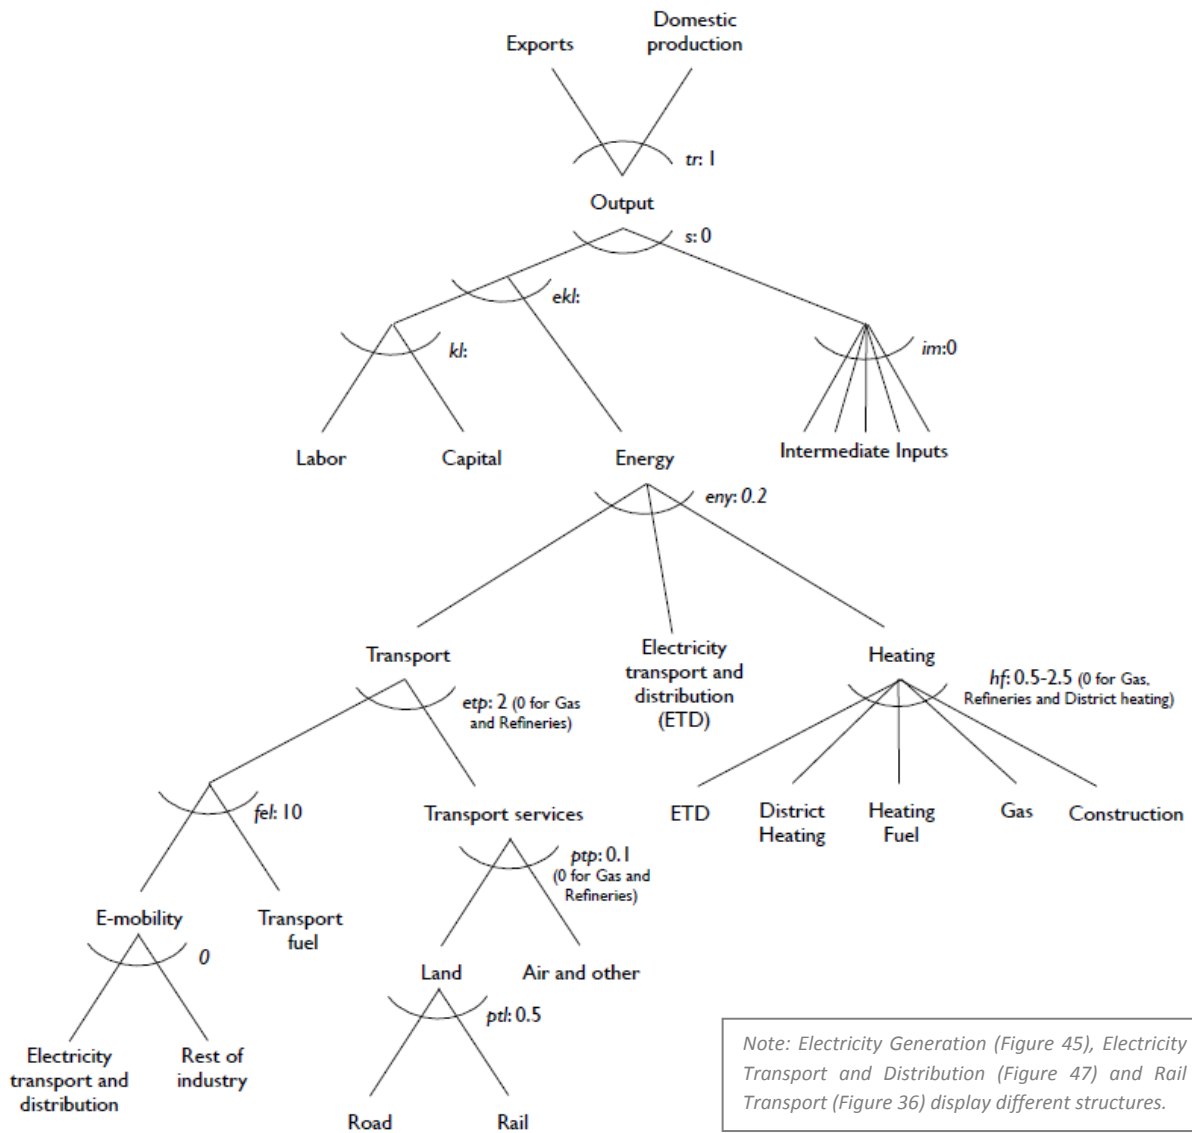 Exports
Domestic
production
tr: 1
Output
s: 0
ekl:
kl:
im:0
Labor
Capital
Energy
Intermediate Inputs
eny: 0.2
Transport
Electricity
transport and
distribution
(ETD)
Heating
etp: 2 (0 for Gas
and Refineries)
hf: 0.5-2.5 (0 for Gas,
Refineries and District heating)
fel: 10
Transport services
ETD
District
Heating
Heating
Fuel
Gas
Construction
ptp: 0.1
(0 for Gas and
Refineries)
E-mobility
Transport
fuel
0
Land
Air and other
ptl: 0.5
Electricity
transport and
distribution
Rest of
industry
Road
Rail
Note: Electricity Generation (Figure 45), Electricity
Transport and Distribution (Figure 47) and Rail
Transport (Figure 36) display different structures.